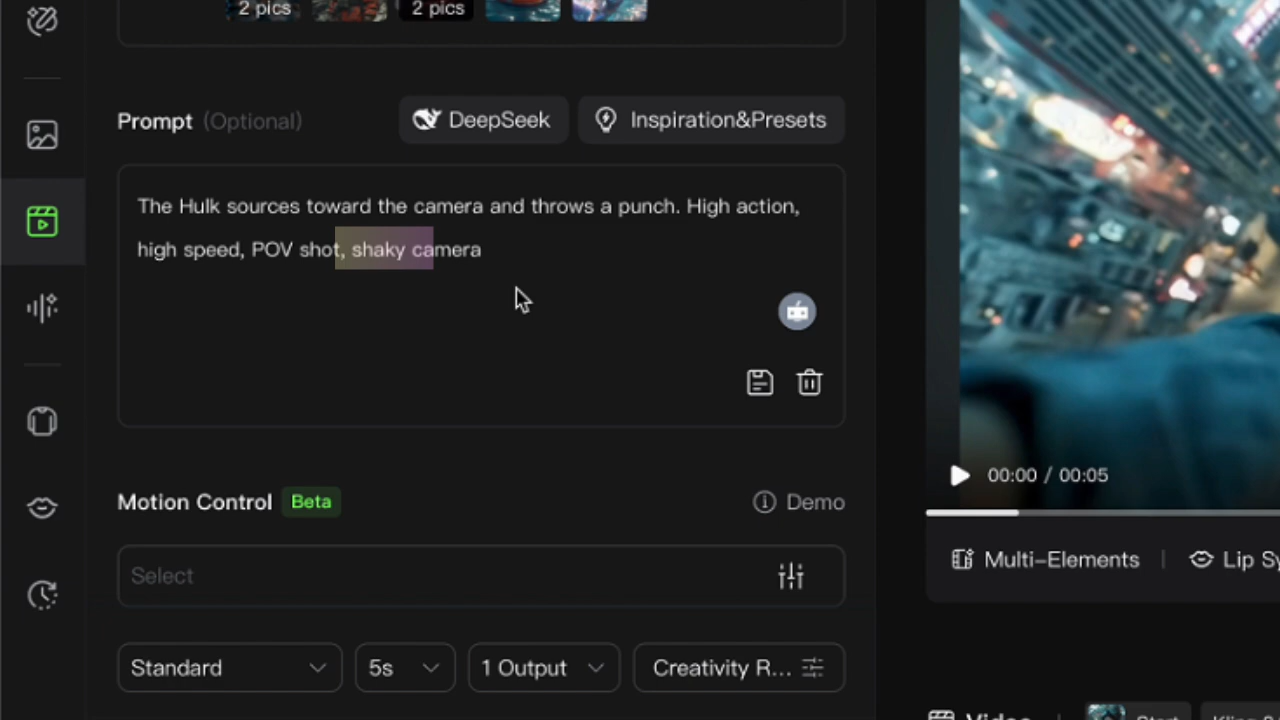 2 pics
2 pics
Prompt (Optional)
DeepSeek
Inspiration&Presets
The Hulk sources toward the camera and throws a punch. High action,
high speed, POV shot, shaky camera
Motion Control Beta
Demo
Select
Standard
5s
1 Output
Creativity R...
00:00 / 00:05
Multi-Elements
Lip Sy
Video
Start